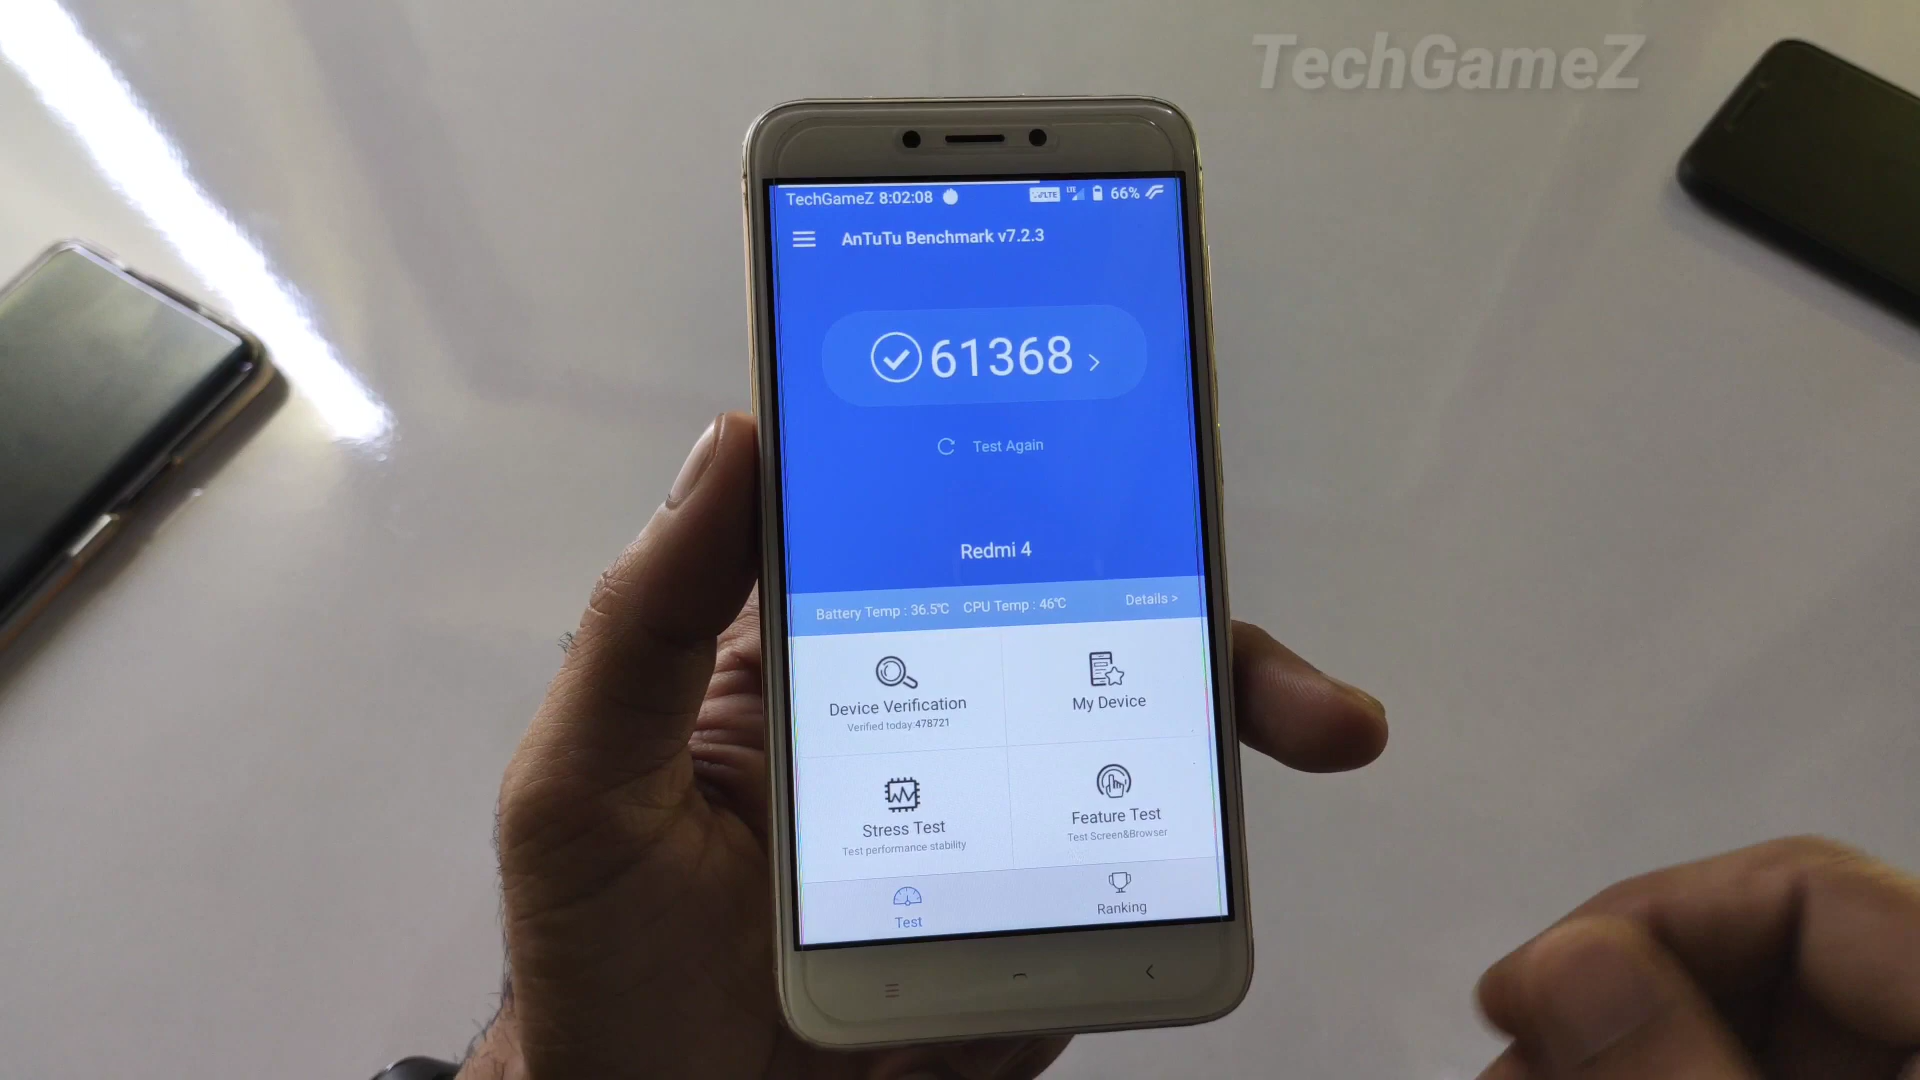 TechGameZ
TechGameZ 8:02:08
LTE 66%
AnTuTu Benchmark v7.2.3
61368 >
Test Again
Redmi 4
Battery Temp : 36.5℃ CPU Temp : 46℃ Details >
Device Verification
Verified today:478721
My Device
Stress Test
Test performance stability
Feature Test
Test Screen&Browser
Test
Ranking